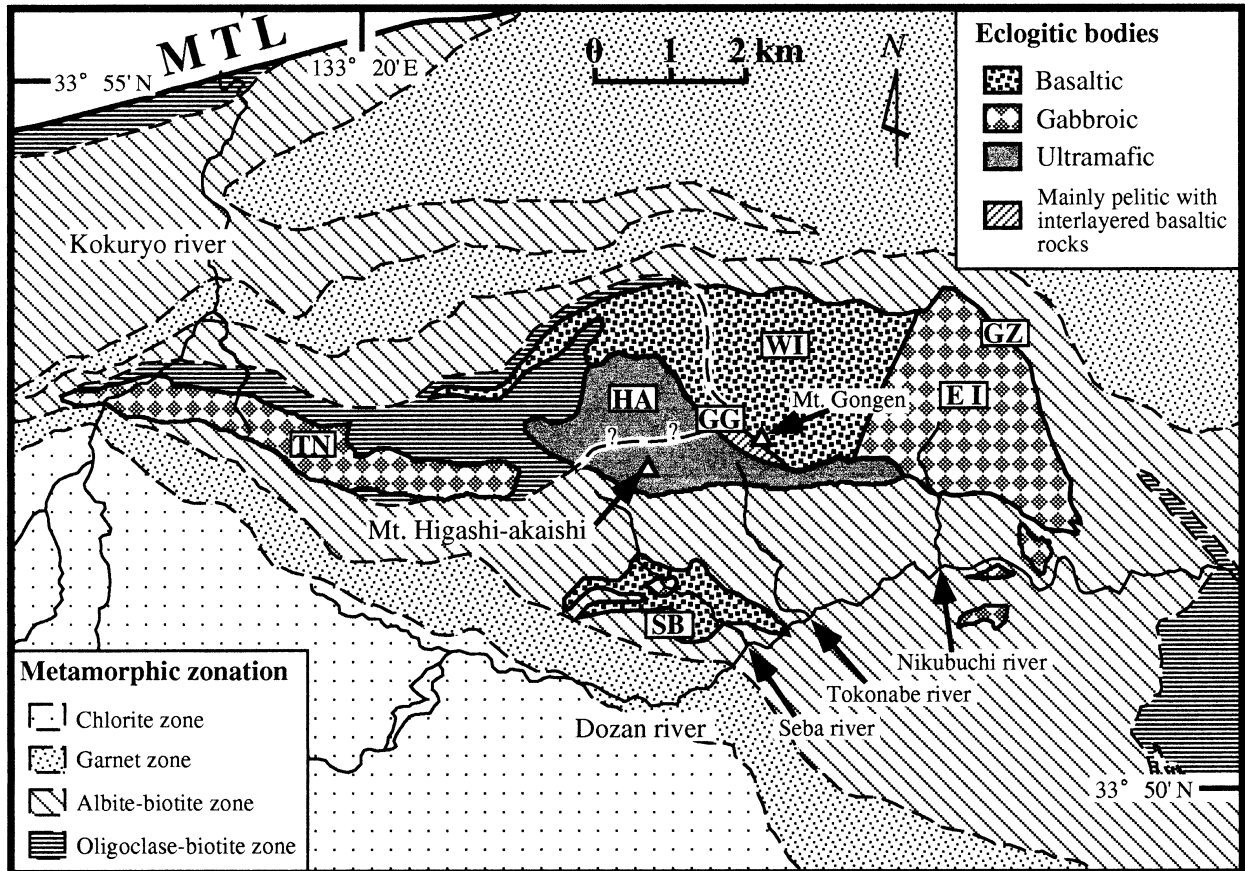 MTL
133° 20'E
33° 55' N
0 1 2 km
N
Eclogitic bodies
Basaltic
Gabbroic
Ultramafic
Mainly pelitic with
interlayered basaltic
rocks
Kokuryo river
WI
GZ
HA
EI
GG
Mt. Gongen
TN
?
?
Mt. Higashi-akaishi
SB
Nikubuchi river
Tokonabe river
Seba river
Dozan river
33° 50' N
Metamorphic zonation
Chlorite zone
Garnet zone
Albite-biotite zone
Oligoclase-biotite zone